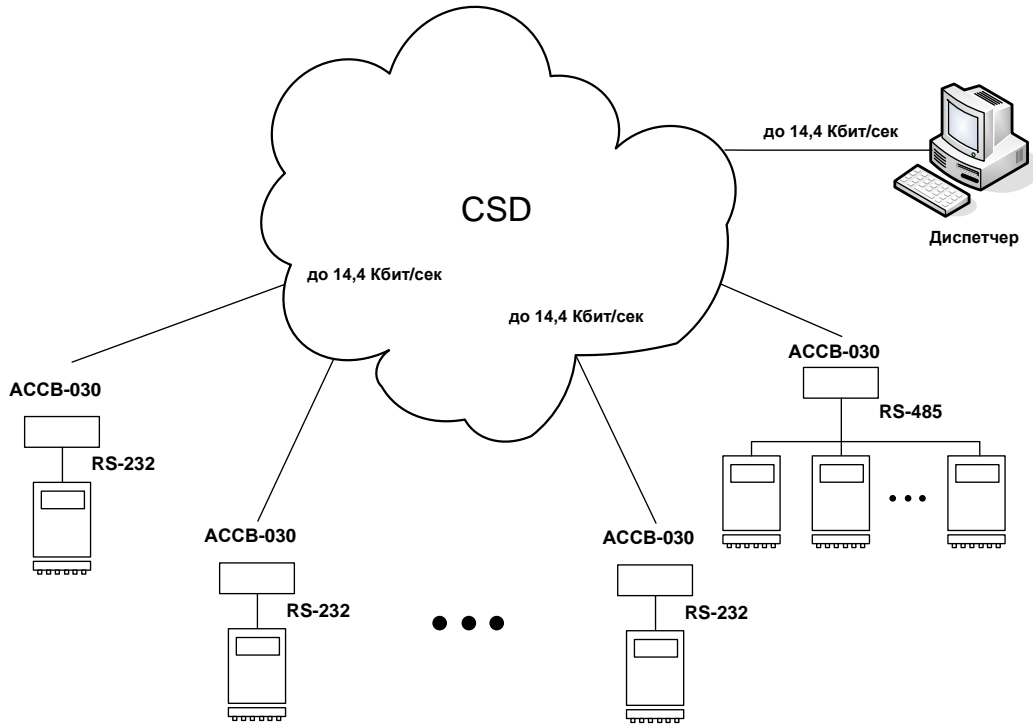 до 14,4 Кбит/сек
CSD
Диспетчер
до 14,4 Кбит/сек
до 14,4 Кбит/сек
АССВ-030
RS-485
АССВ-030
RS-232
АССВ-030
RS-232
АССВ-030
RS-232